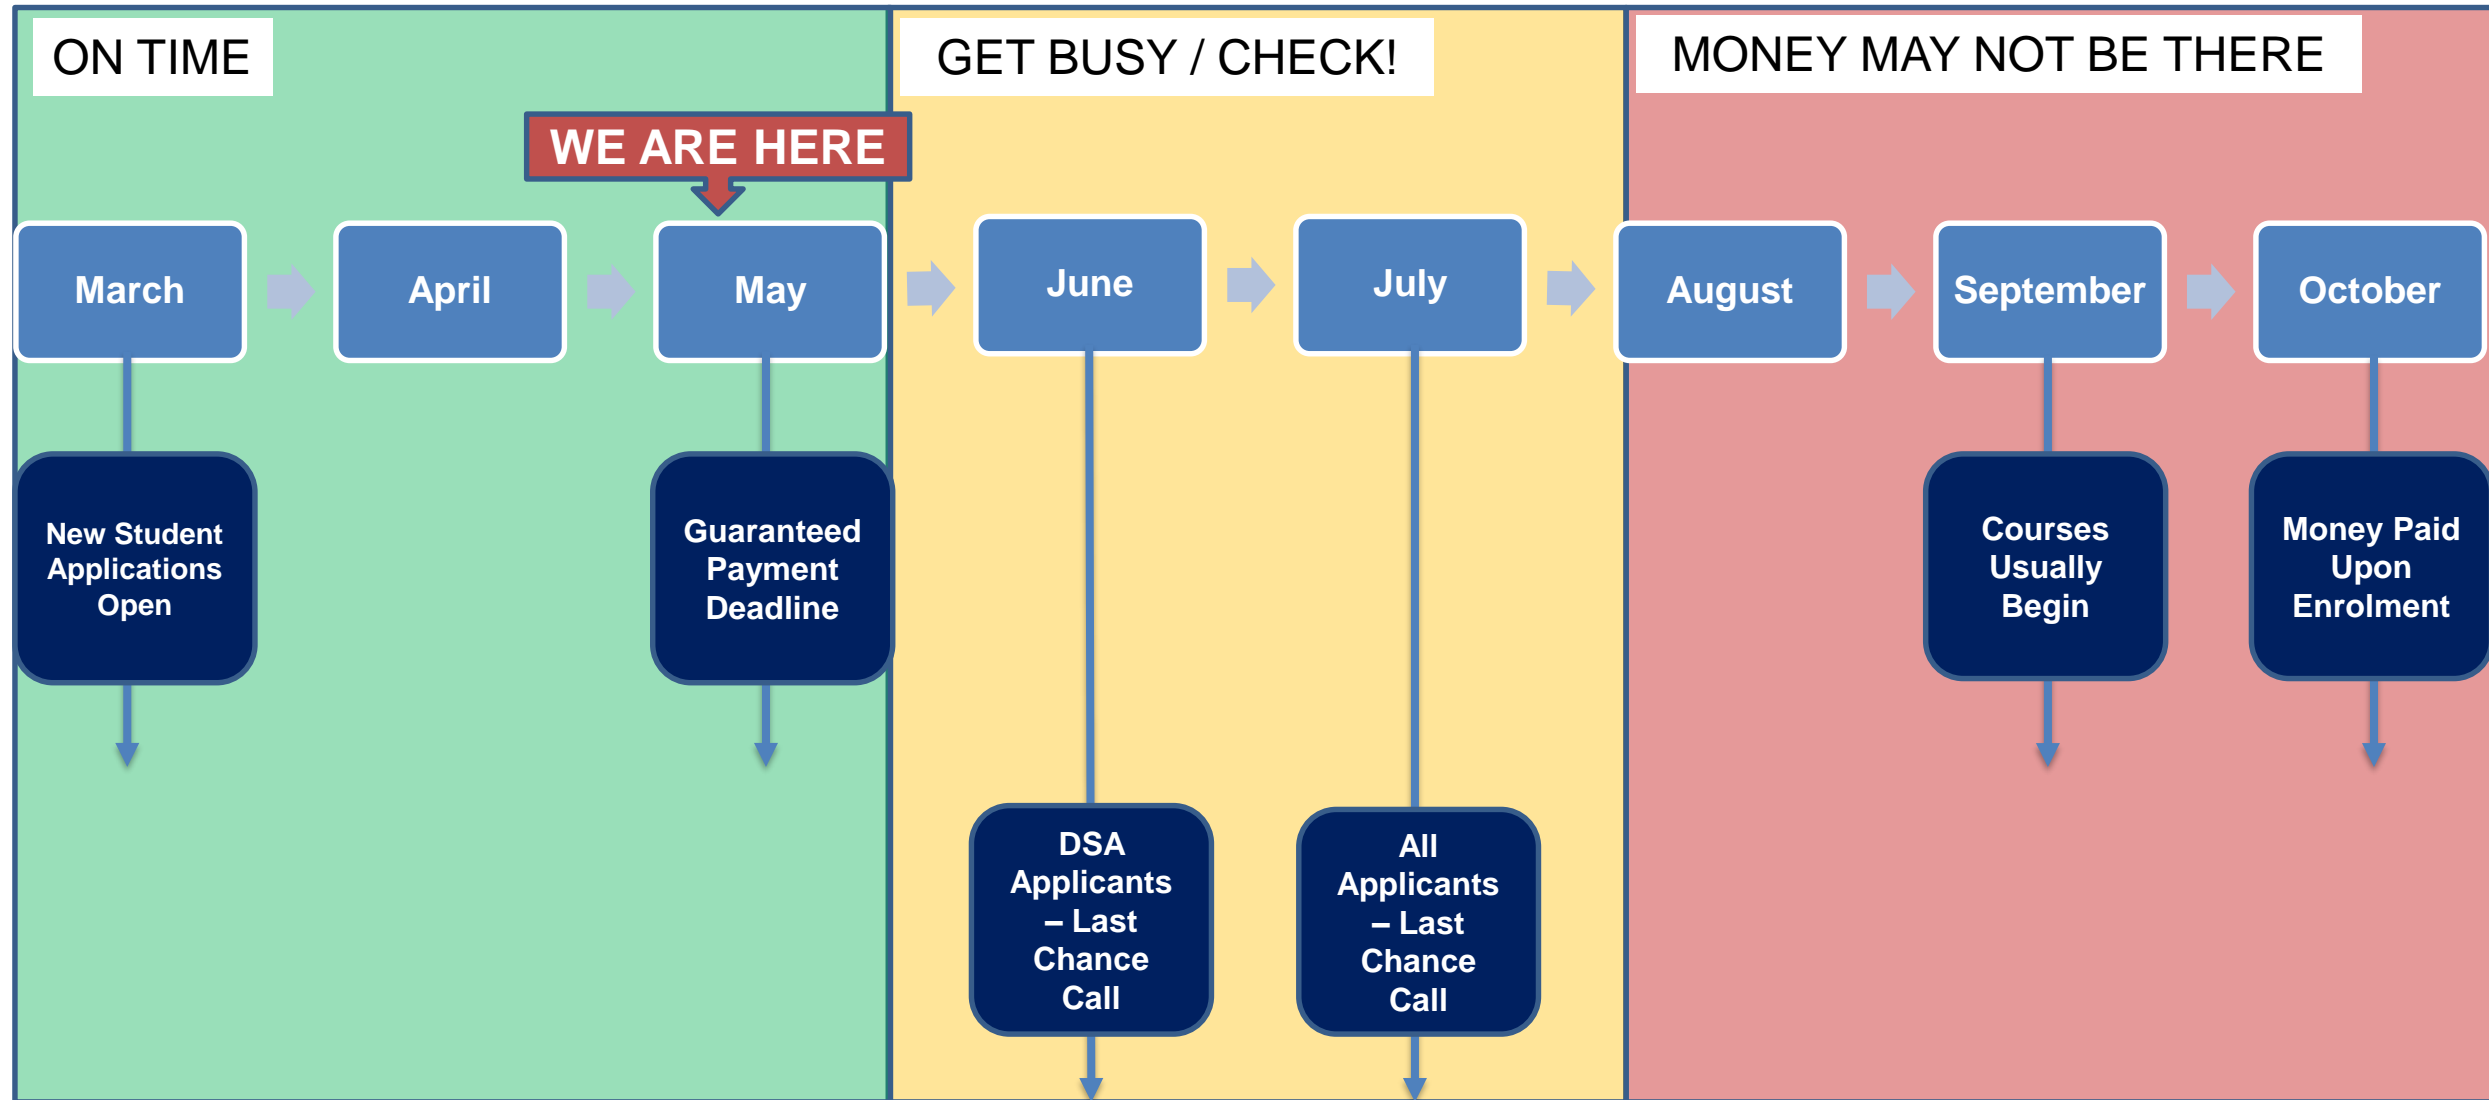 ON TIME
GET BUSY / CHECK!
MONEY MAY NOT BE THERE
WE ARE HERE
March
April
May
June
July
August
September
October
New Student
Applications
Open
Guaranteed
Payment
Deadline
DSA
Applicants
– Last
Chance
Call
All
Applicants
– Last
Chance
Call
Courses
Usually
Begin
Money Paid
Upon
Enrolment